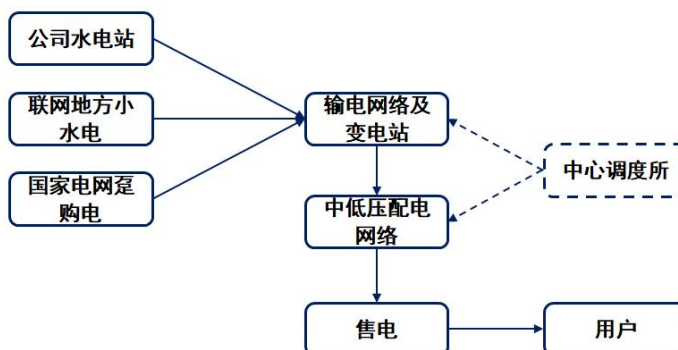 公司水电站
联网地方小
水电
国家电网趸
购电
输电网络及
变电站
中心调度所
中低压配电
网络
售电
用户